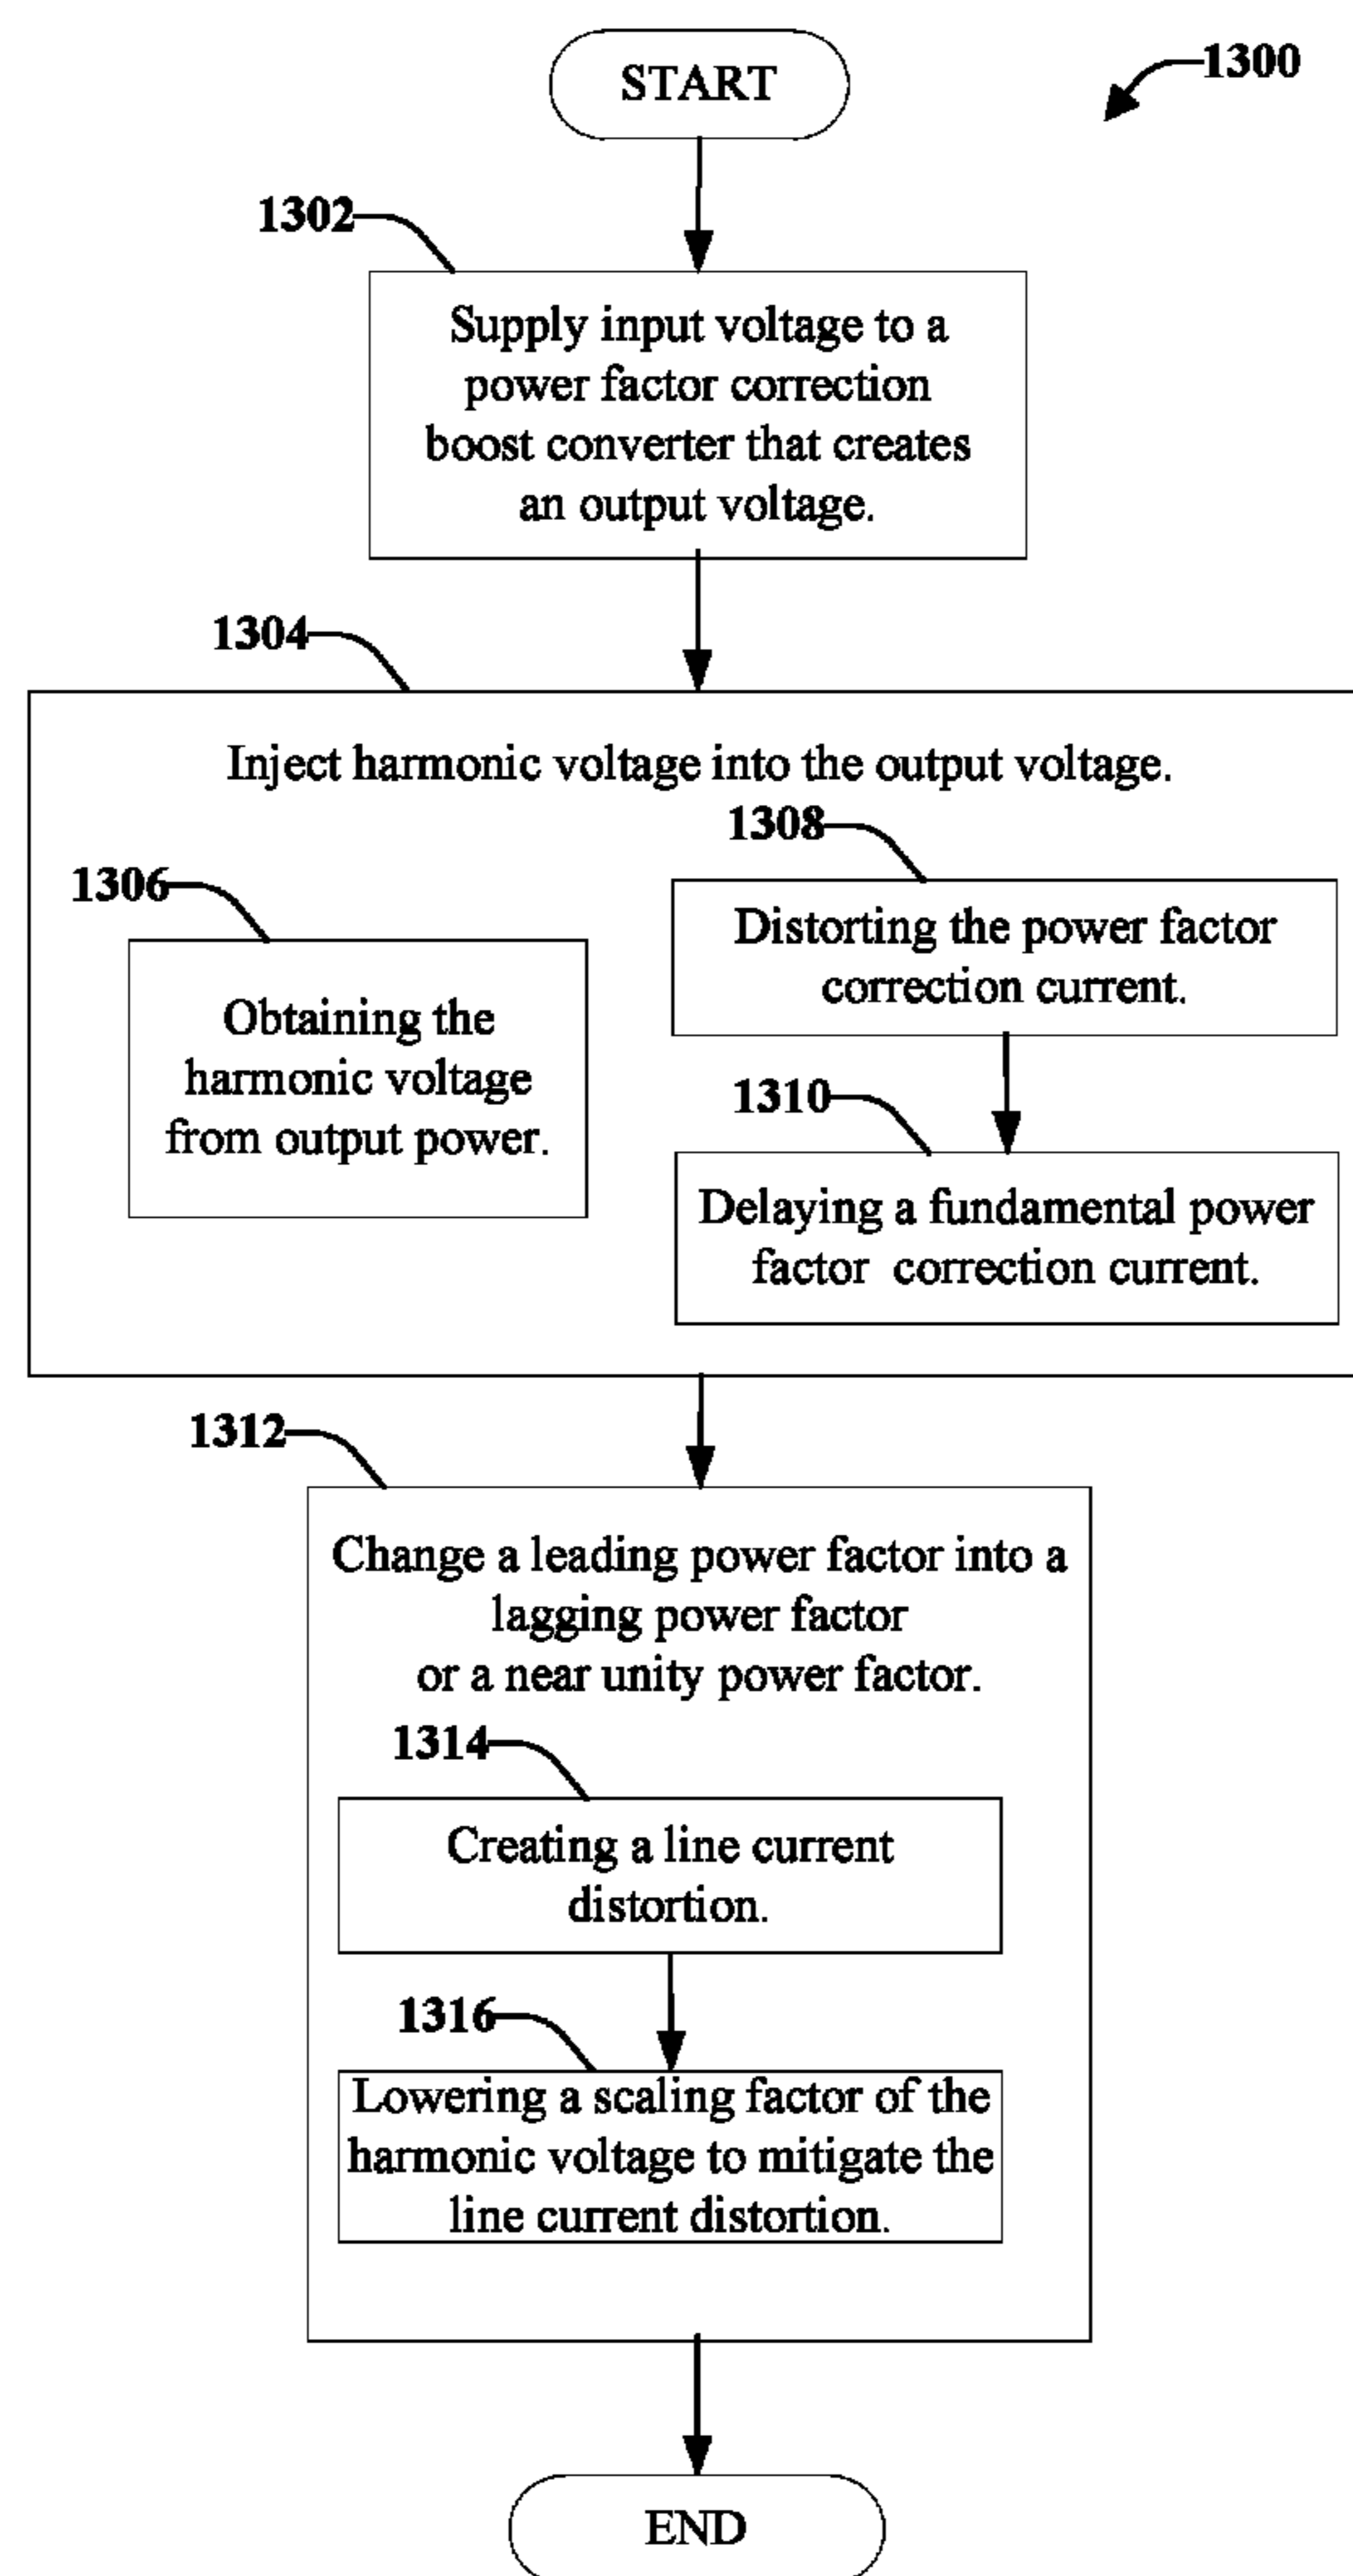 START
1300
1302
Supply input voltage to a
power factor correction
boost converter that creates
an output voltage.
1304
Inject harmonic voltage into the output voltage.
1306
Obtaining the
harmonic voltage
from output power.
1308
Distorting the power factor
correction current.
1310
Delaying a fundamental power
factor correction current.
1312
Change a leading power factor into a
lagging power factor
or a near unity power factor.
1314
Creating a line current
distortion.
1316
Lowering a scaling factor of the
harmonic voltage to mitigate the
line current distortion.
END